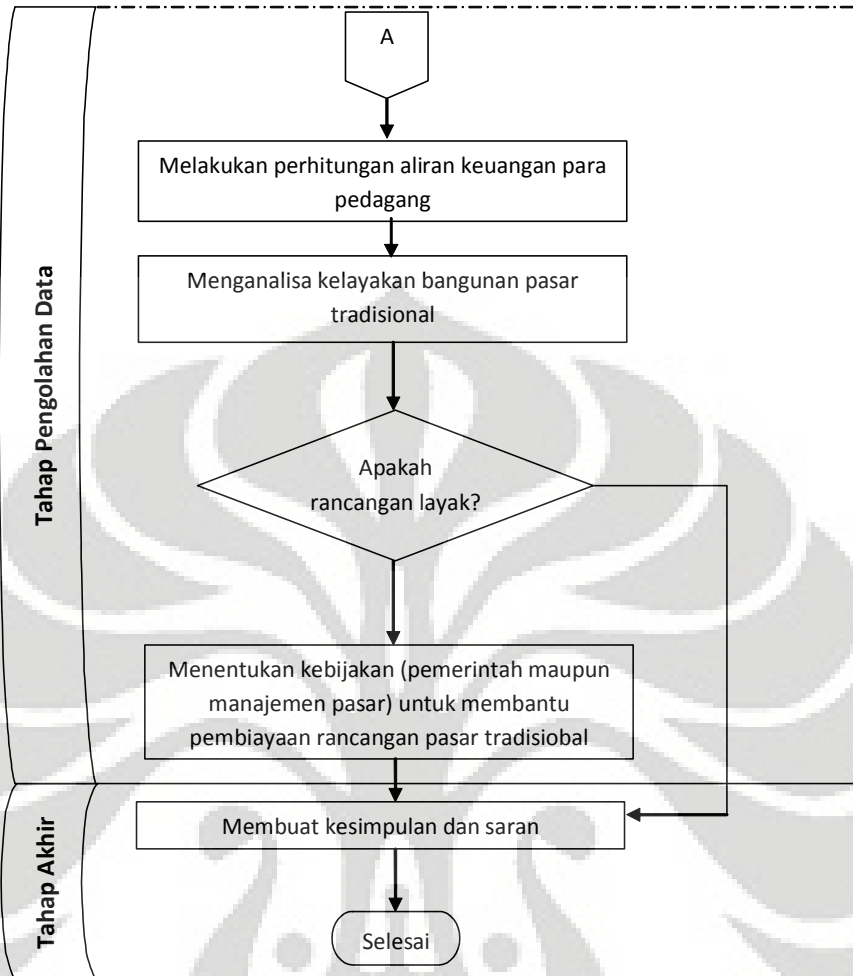 A
Melakukan perhitungan aliran keuangan para
pedagang
Menganalisa kelayakan bangunan pasar
tradisional
Tahap Pengolahan Data
Apakah
rancangan layak?
Menentukan kebijakan (pemerintah maupun
manajemen pasar) untuk membantu
pembiayaan rancangan pasar tradisiobal
Tahap Akhir
Membuat kesimpulan dan saran
Selesai